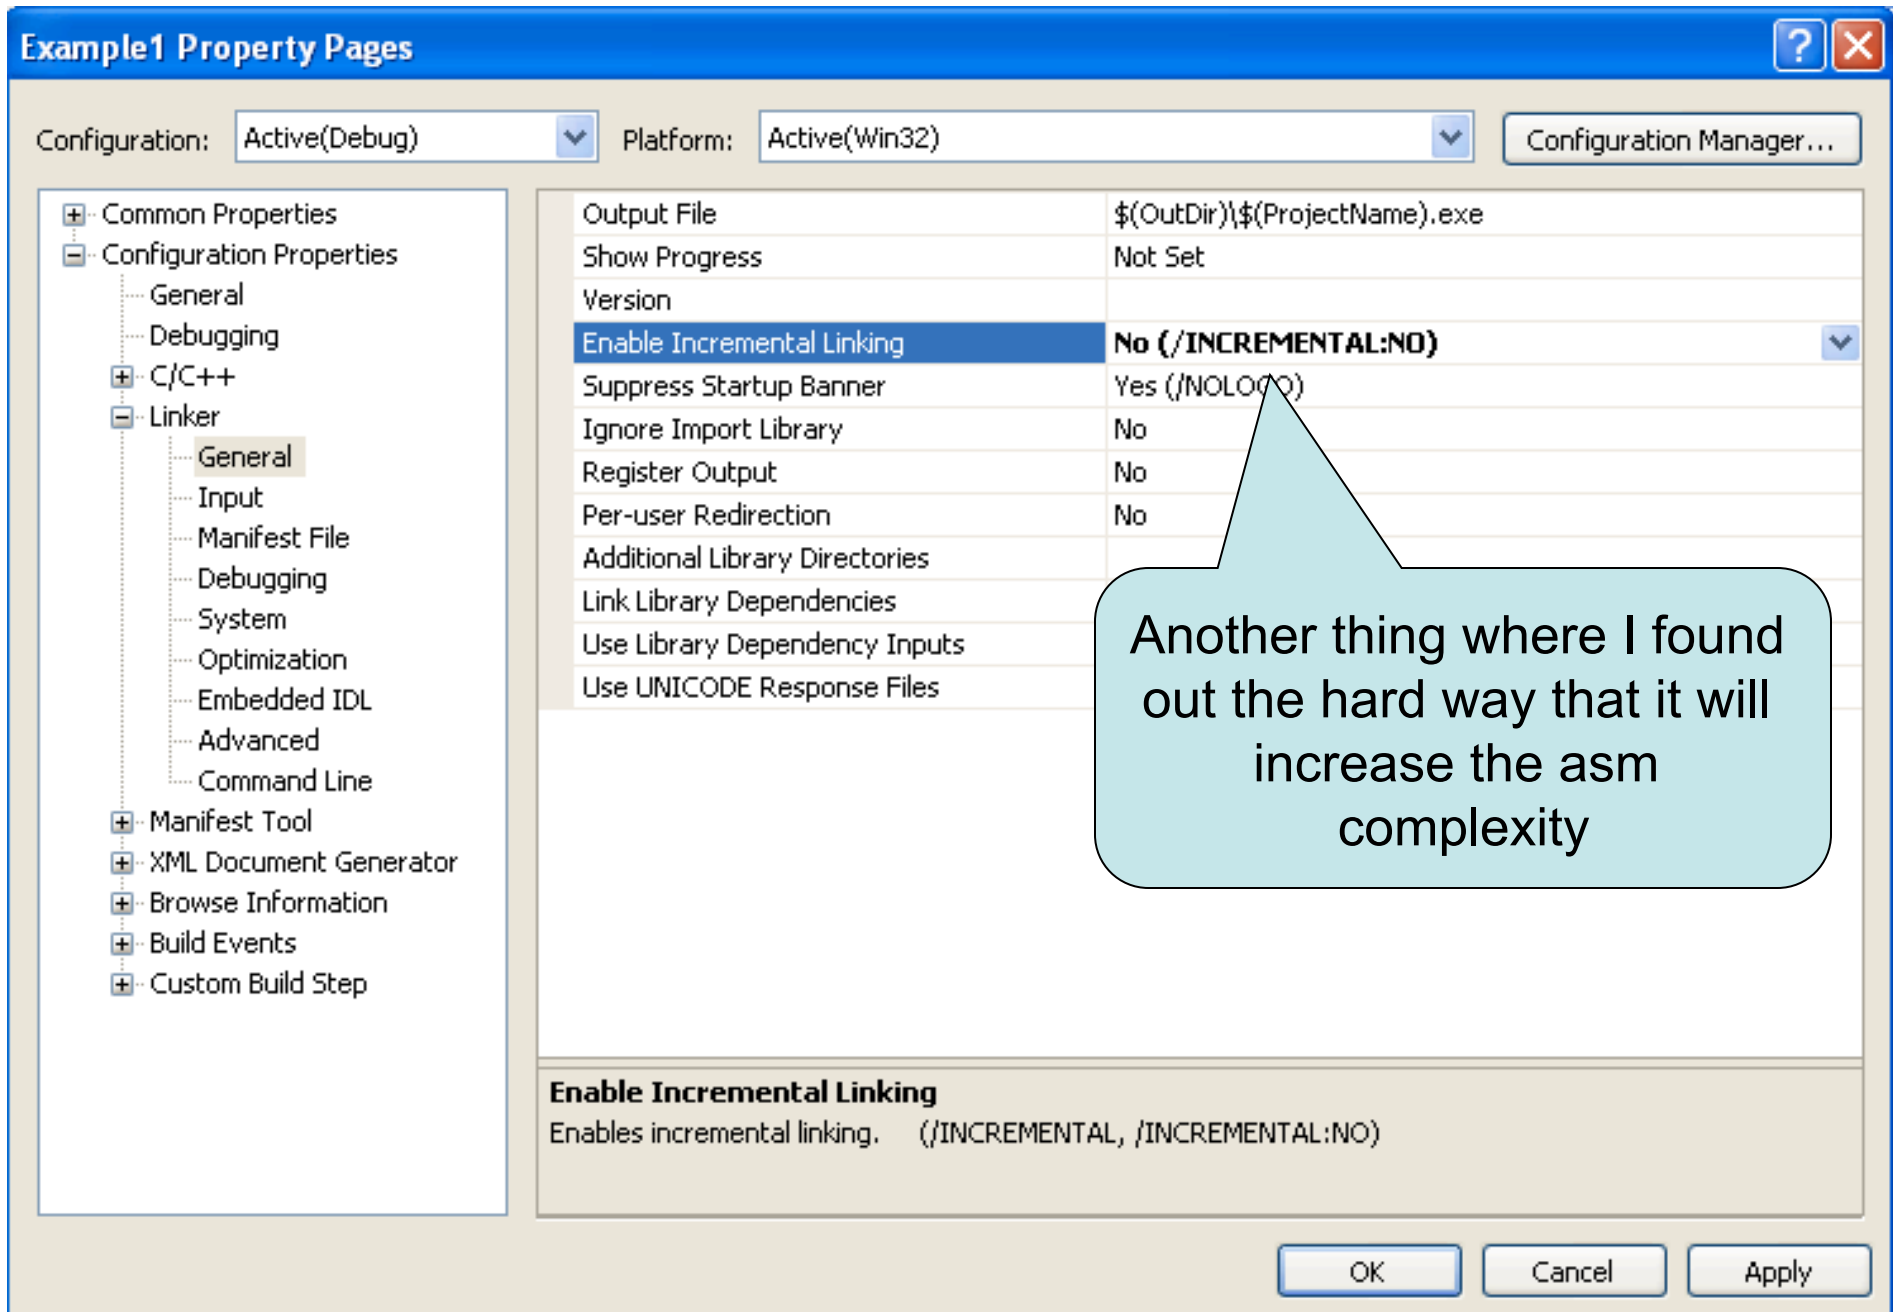 Example1 Property Pages
Configuration: Active(Debug) Platform: Active(Win32) Configuration Manager...
Common Properties
Configuration Properties
General
Debugging
C/C++
Linker
General
Input
Manifest File
Debugging
System
Optimization
Embedded IDL
Advanced
Command Line
Manifest Tool
XML Document Generator
Browse Information
Build Events
Custom Build Step
Output File $(OutDir)\$(ProjectName).exe
Show Progress Not Set
Version
Enable Incremental Linking No (/INCREMENTAL:NO)
Suppress Startup Banner Yes (/NOLOGO)
Ignore Import Library No
Register Output No
Per-user Redirection No
Additional Library Directories
Link Library Dependencies
Use Library Dependency Inputs
Use UNICODE Response Files
Another thing where I found
out the hard way that it will
increase the asm
complexity
Enable Incremental Linking
Enables incremental linking. (/INCREMENTAL, /INCREMENTAL:NO)
OK Cancel Apply